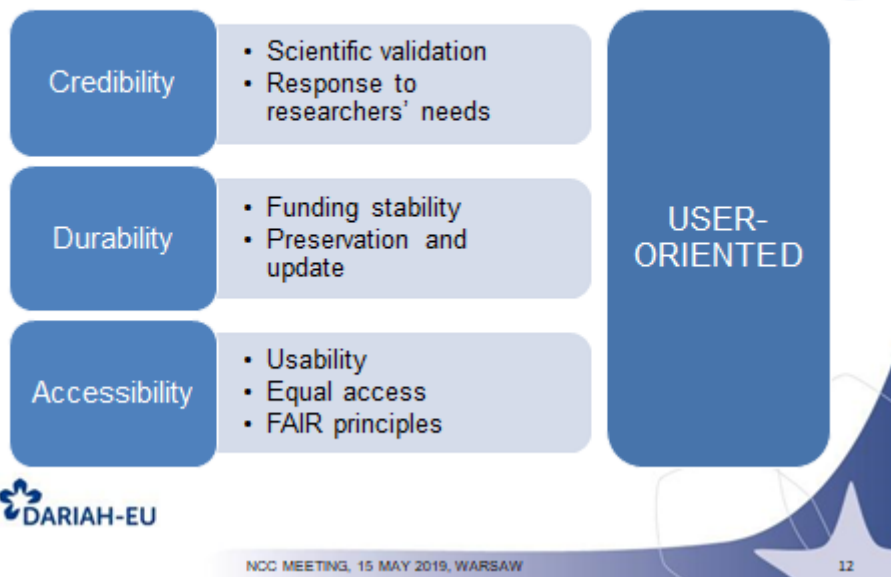 Credibility
• Scientific validation
• Response to
researchers' needs
Durability
• Funding stability
• Preservation and
update
Accessibility
• Usability
• Equal access
• FAIR principles
USER-
ORIENTED
DARIAH-EU
NCC MEETING, 15 MAY 2019, WARSAW
12